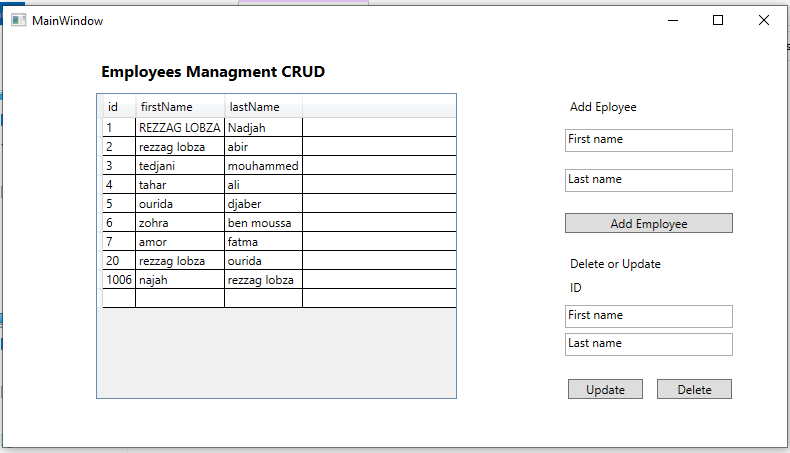 MainWindow
Employees Managment CRUD
id firstName lastName
1 REZZAG LOBZA Nadjah
2 rezzag lobza abir
3 tedjani mouhammed
4 tahar ali
5 ourida djaber
6 zohra ben moussa
7 amor fatma
20 rezzag lobza ourida
1006 najah rezzag lobza
Add Eployee
First name
Last name
Add Employee
Delete or Update
ID
First name
Last name
Update Delete